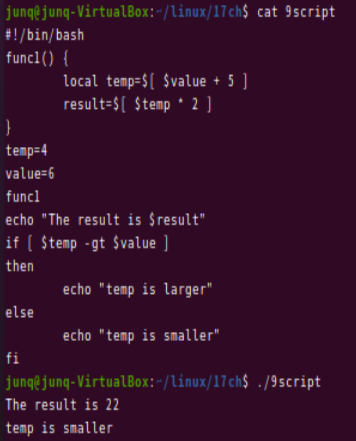 junq@junq-VirtualBox:~/linux/17ch$ cat 9script
#!/bin/bash
func1() {
        local temp=$[ $value + 5 ]
        result=$[ $temp * 2 ]
}
temp=4
value=6
func1
echo "The result is $result"
if [ $temp -gt $value ]
then
        echo "temp is larger"
else
        echo "temp is smaller"
fi
junq@junq-VirtualBox:~/linux/17ch$ ./9script
The result is 22
temp is smaller